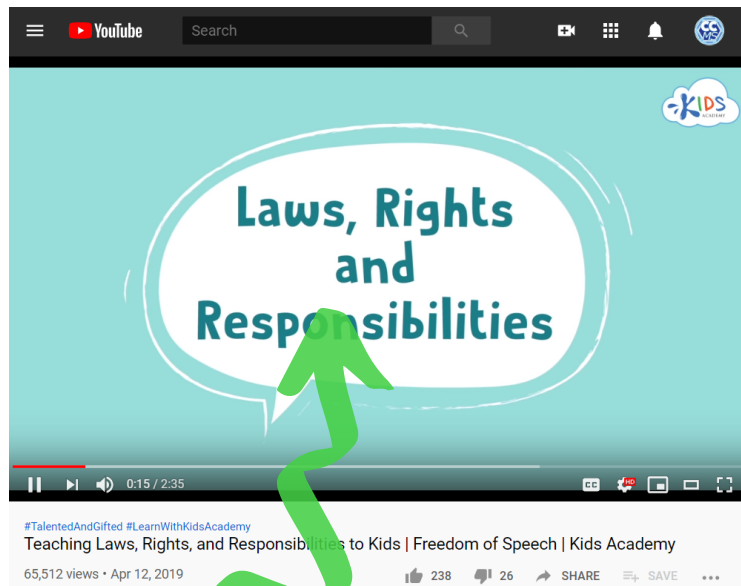 YouTube
Search
KIDS
ACADEMY
Laws, Rights
and
Responsibilities
0:15 / 2:35
CC
HD
#TalentedAndGifted #LearnWithKidsAcademy
Teaching Laws, Rights, and Responsibilities to Kids | Freedom of Speech | Kids Academy
65,512 views • Apr 12, 2019
238
26
SHARE
SAVE